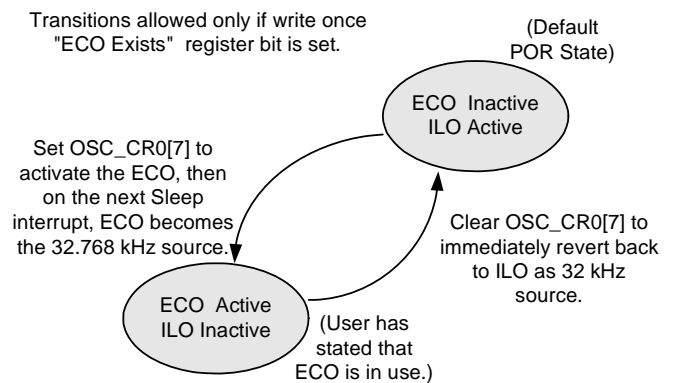 Transitions allowed only if write once
"ECO Exists" register bit is set.
(Default
POR State)
ECO Inactive
ILO Active
Set OSC_CR0[7] to
activate the ECO, then
on the next Sleep
interrupt, ECO becomes
the 32.768 kHz source.
Clear OSC_CR0[7] to
immediately revert back
to ILO as 32 kHz
source.
ECO Active
ILO Inactive
(User has
stated that
ECO is in use.)